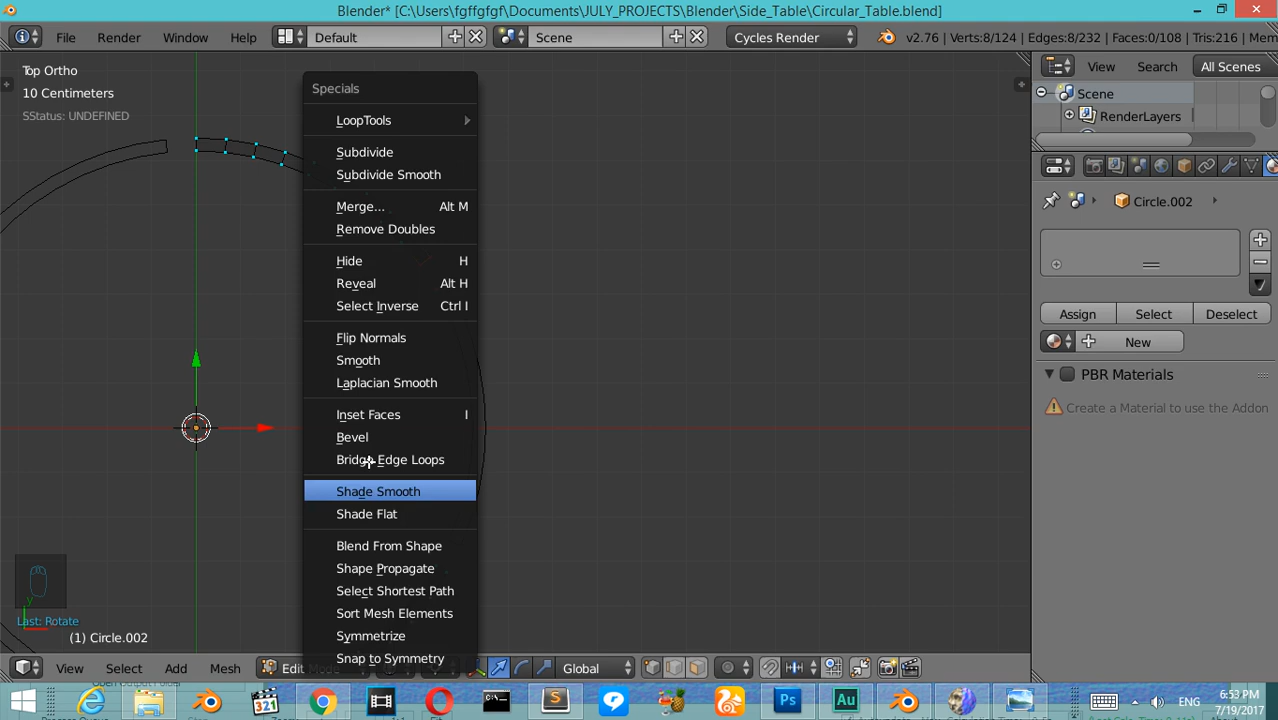 Blender* [C:\Users\fgffgfgf\Documents\JULY_PROJECTS\Blender\Side_Table\Circular_Table.blend]
File Render Window Help Default Scene Cycles Render v2.76 | Verts:8/124 | Edges:8/232 | Faces:0/108 | Tris:216 | Mem
Top Ortho
10 Centimeters
SStatus: UNDEFINED
Specials
LoopTools
Subdivide
Subdivide Smooth
Merge... Alt M
Remove Doubles
Hide H
Reveal Alt H
Select Inverse Ctrl I
Flip Normals
Smooth
Laplacian Smooth
Inset Faces I
Bevel
Bridge Edge Loops
Shade Smooth
Shade Flat
Blend From Shape
Shape Propagate
Select Shortest Path
Sort Mesh Elements
Symmetrize
Snap to Symmetry
View Search All Scenes
Scene
RenderLayers
Circle.002
Assign Select Deselect
New
PBR Materials
Create a Material to use the Addon
y
Last: Rotate
(1) Circle.002
View Select Add Mesh Edit Mode Global
321
S
Ps
Au
ENG
6:53 PM
7/19/2017